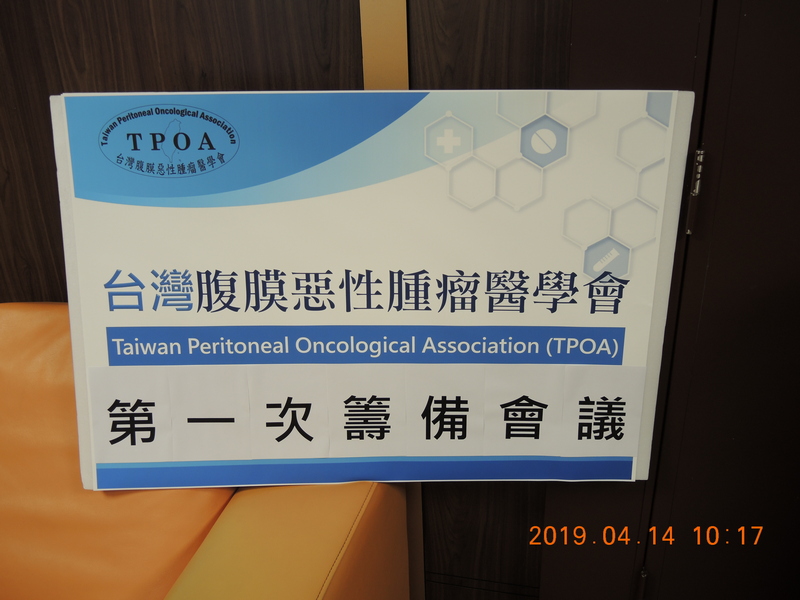 Taiwan Peritoneal Oncological Association
TPOA
台灣腹膜惡性腫瘤醫學會
台灣腹膜惡性腫瘤醫學會
Taiwan Peritoneal Oncological Association (TPOA)
第一次籌備會議
2019.04.14 10:17